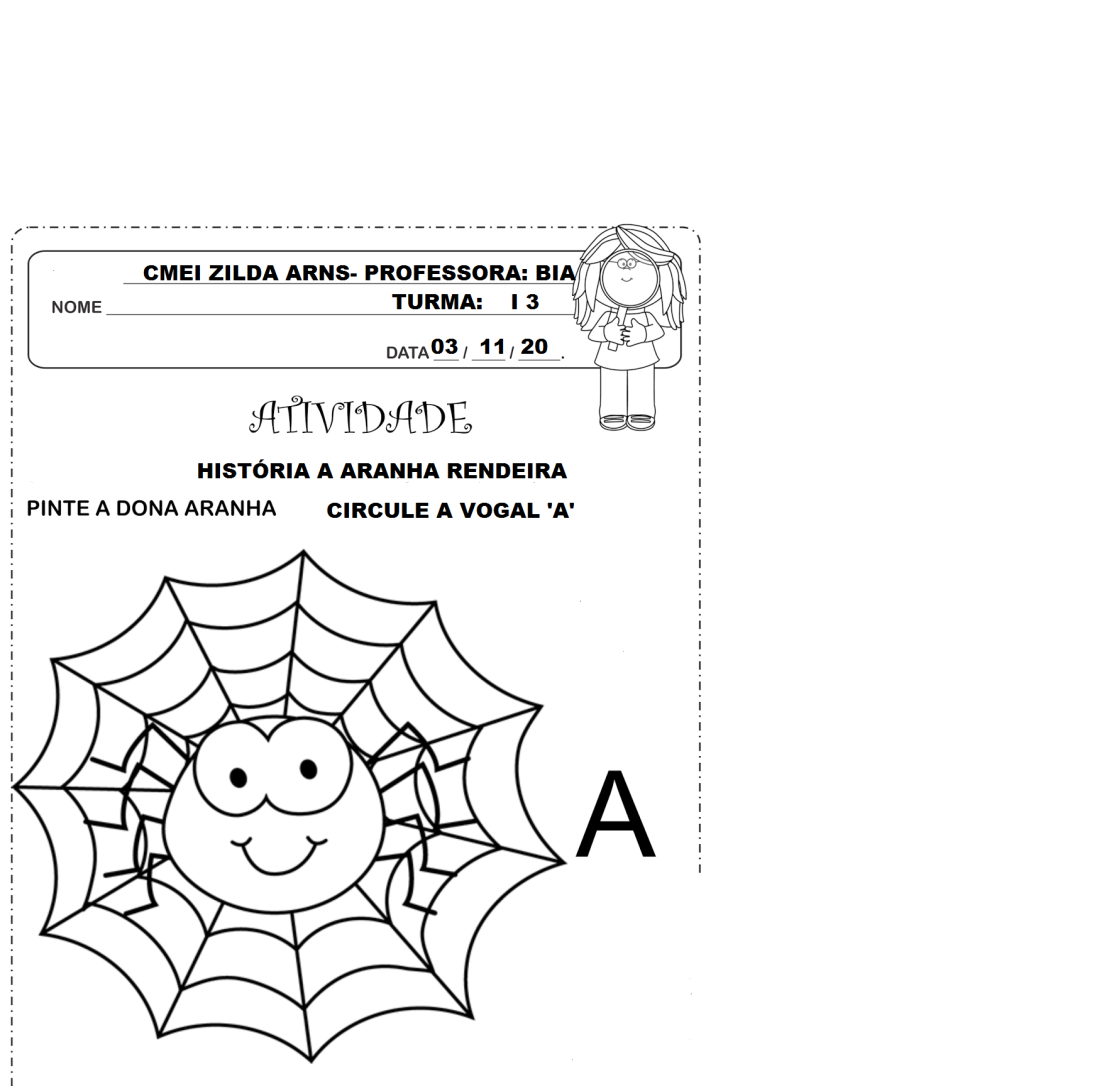 CMEI ZILDA ARNS- PROFESSORA: BIA
NOME TURMA: I 3
DATA 03 / 11 / 20 .
ATIVIDADE
HISTÓRIA A ARANHA RENDEIRA
PINTE A DONA ARANHA CIRCULE A VOGAL 'A'
A